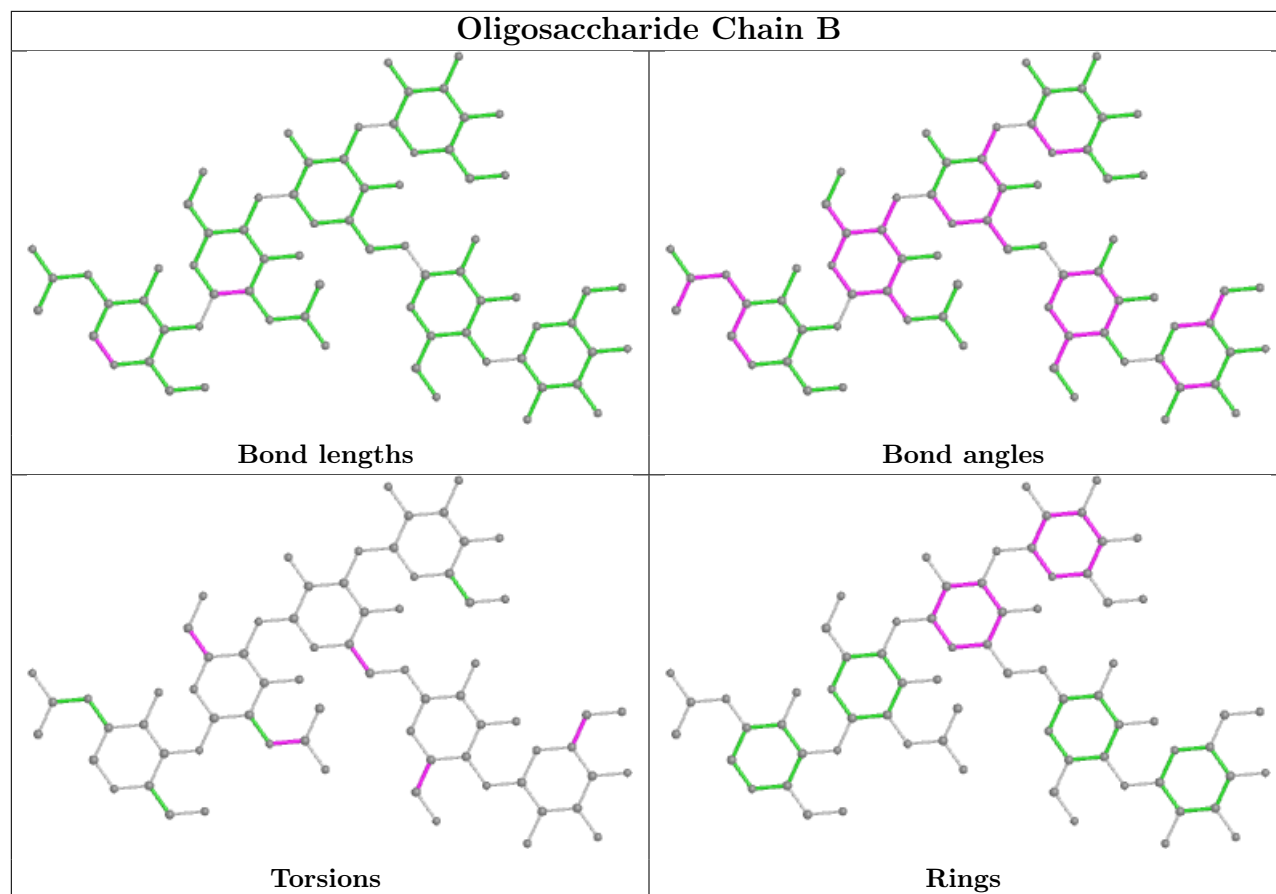 Oligosaccharide Chain B
Bond lengths
Bond angles
Torsions
Rings